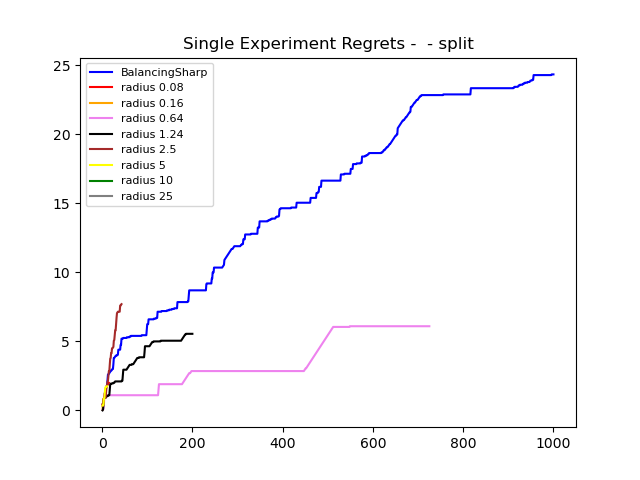 Single Experiment Regrets -  - split
25
20
15
10
5
0
BalancingSharp
radius 0.08
radius 0.16
radius 0.64
radius 1.24
radius 2.5
radius 5
radius 10
radius 25
0 200 400 600 800 1000